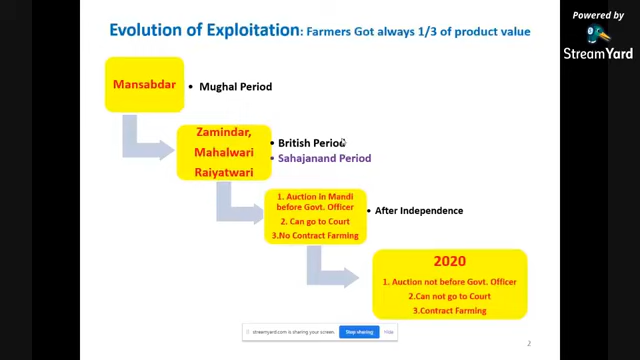 Evolution of Exploitation: Farmers Got always 1/3 of product value
Powered by
StreamYard
Mansabdar
• Mughal Period
Zamindar,
Mahalwari
Raiyatwari
• British Period
• Sahajanand Period
1. Auction in Mandi
before Govt. Officer
2. Can go to Court
3.No Contract Farming
• After Independence
2020
1. Auction not before Govt. Officer
2.Can not go to Court
3.Contract Farming
streamyard.com is sharing your screen.
Stop sharing
Hide
2